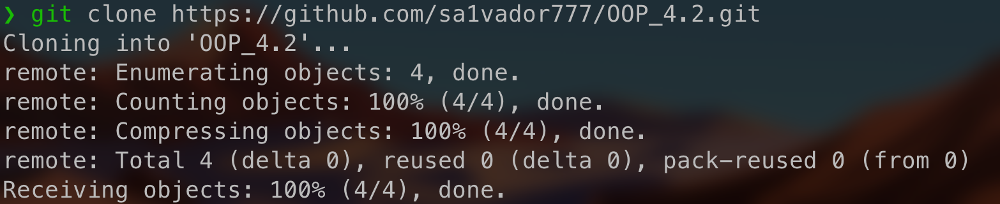 ❯ git clone https://github.com/sa1vador777/OOP_4.2.git
Cloning into 'OOP_4.2'...
remote: Enumerating objects: 4, done.
remote: Counting objects: 100% (4/4), done.
remote: Compressing objects: 100% (4/4), done.
remote: Total 4 (delta 0), reused 0 (delta 0), pack-reused 0 (from 0)
Receiving objects: 100% (4/4), done.